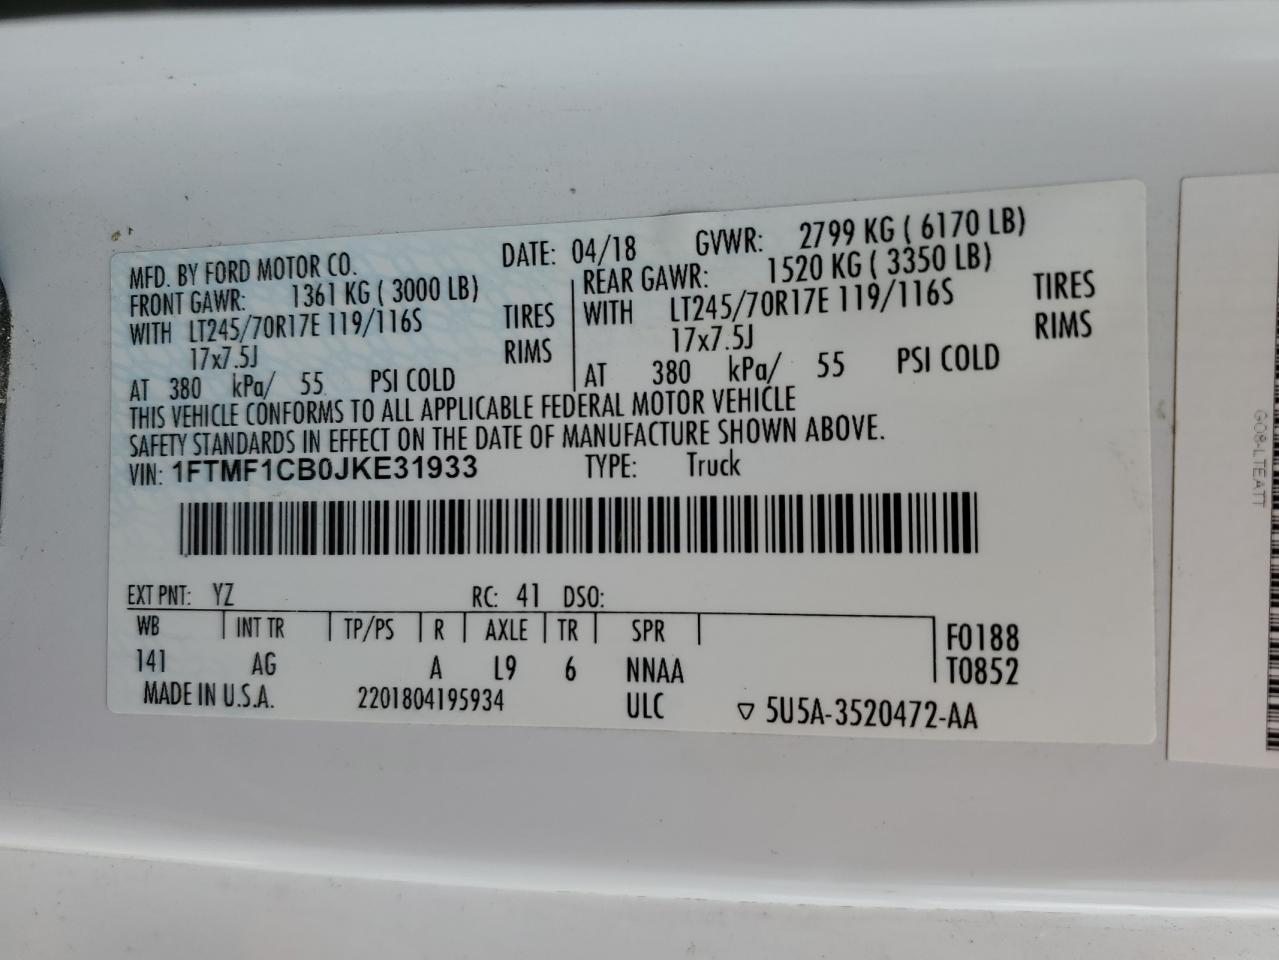 MFD. BY FORD MOTOR CO. DATE: 04/18 GVWR: 2799 KG ( 6170 LB)
FRONT GAWR: 1361 KG ( 3000 LB) REAR GAWR: 1520 KG ( 3350 LB)
WITH LT245/70R17E 119/116S TIRES WITH LT245/70R17E 119/116S TIRES
17x7.5J RIMS 17x7.5J RIMS
AT 380 kPa/ 55 PSI COLD AT 380 kPa/ 55 PSI COLD
THIS VEHICLE CONFORMS TO ALL APPLICABLE FEDERAL MOTOR VEHICLE
SAFETY STANDARDS IN EFFECT ON THE DATE OF MANUFACTURE SHOWN ABOVE.
VIN: 1FTMF1CB0JKE31933 TYPE: Truck
EXT PNT: YZ RC: 41 DSO:
WB INT TR TP/PS R AXLE TR SPR F0188
141 AG A L9 6 NNAA T0852
MADE IN U.S.A. 2201804195934 ULC ▽ 5U5A-3520472-AA
G08-LTEATT